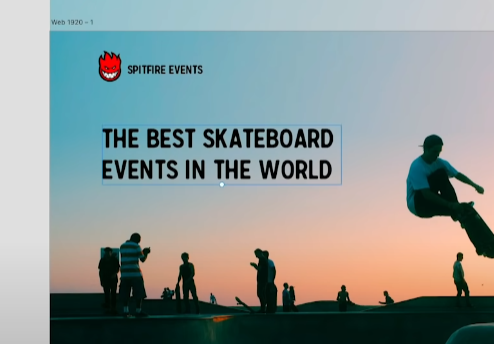 Web 1920 – 1
SPITFIRE EVENTS
THE BEST SKATEBOARD
EVENTS IN THE WORLD